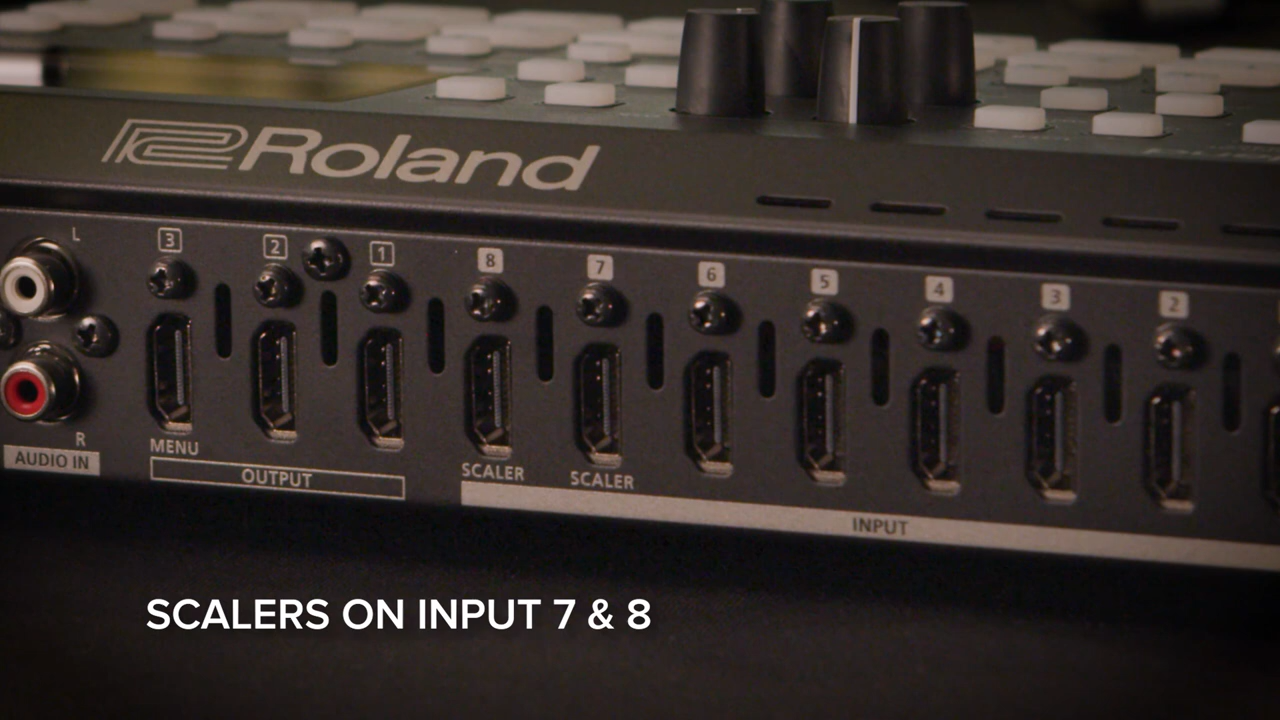 Roland
L
3
2
1
8
7
6
5
4
3
2
R
AUDIO IN
MENU
OUTPUT
SCALER
SCALER
INPUT
SCALERS ON INPUT 7 & 8